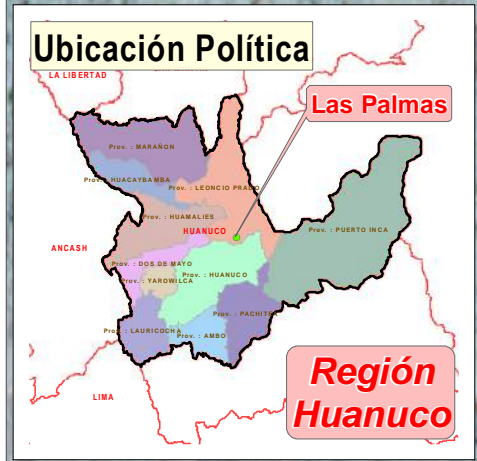 Ubicación Política
LA LIBERTAD
Las Palmas
Prov. : MARAÑON
Prov. : HUACAYBAMBA
Prov. : LEONCIO PRADO
Prov. : HUAMALIES
HUANUCO
Prov. : PUERTO INCA
ANCASH
Prov. : DOS DE MAYO
Prov. : HUANUCO
Prov. : YAROWILCA
Prov. : PACHITEA
Prov. : LAURICOCHA
Prov. : AMBO
Región
Huanuco
LIMA